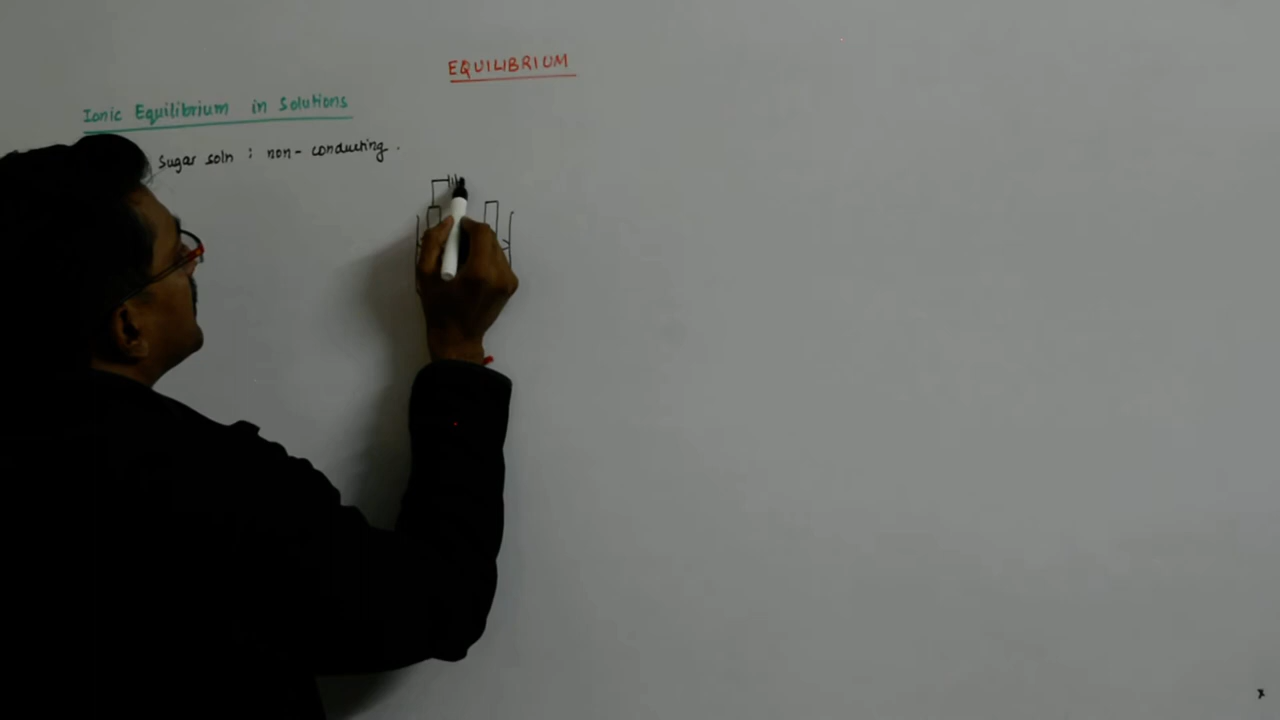 EQUILIBRIUM
Ionic Equilibrium in Solutions
Sugar soln : non- conducting .